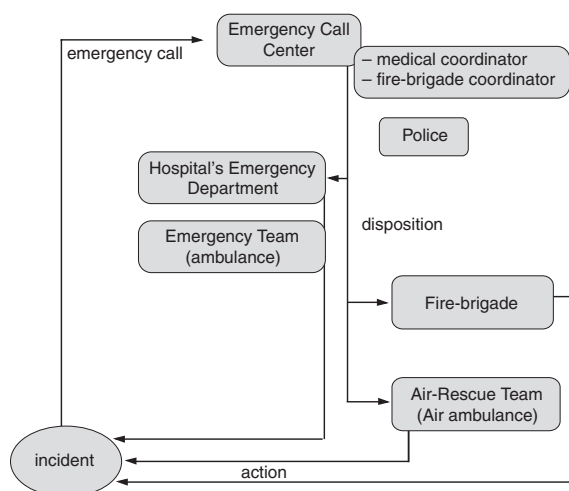 Emergency Call
Center
emergency call
– medical coordinator
– fire-brigade coordinator
Police
Hospital's Emergency
Department
disposition
Emergency Team
(ambulance)
Fire-brigade
Air-Rescue Team
(Air ambulance)
incident
action